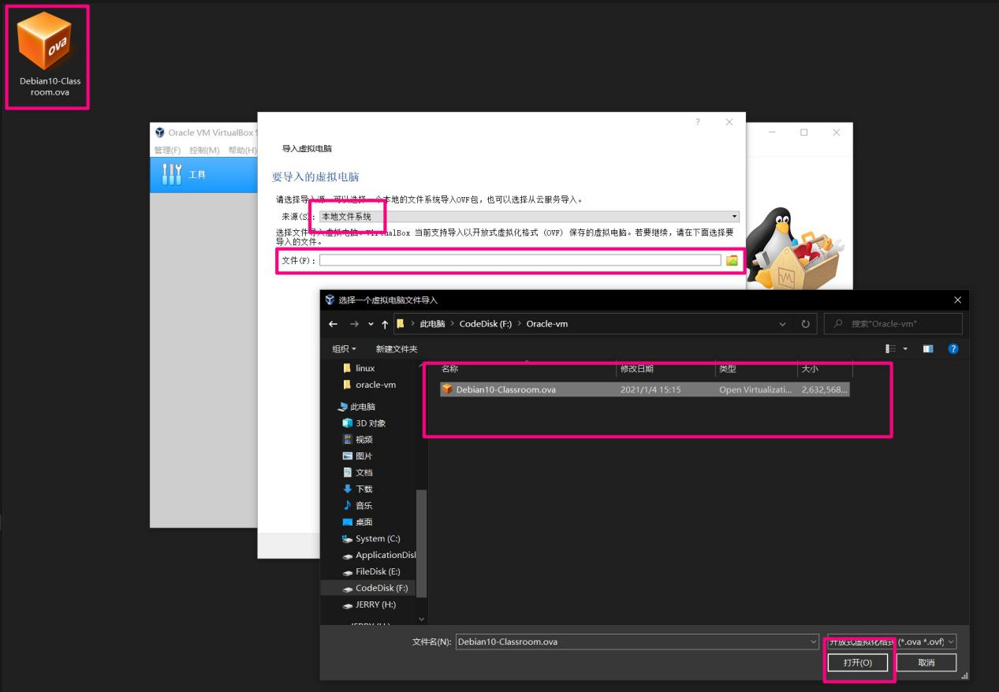 ova
Debian10-Class
room.ova
Oracle VM VirtualBox
管理(F) 控制(M) 帮助(H)
工具
?
导入虚拟电脑
要导入的虚拟电脑
请选择导入源。可以选择一个本地的文件系统导入OVF包，也可以选择从云服务导入。
来源(S): 本地文件系统
选择文件导入虚拟电脑。VirtualBox 当前支持导入以开放式虚拟化格式 (OVF) 保存的虚拟电脑。若要继续，请在下面选择要
导入的文件。
文件(F):
选择一个虚拟电脑文件导入
此电脑 > CodeDisk (F:) > Oracle-vm
搜索"Oracle-vm"
组织 新建文件夹
?
linux
oracle-vm
此电脑
3D 对象
视频
图片
文档
下载
音乐
桌面
System (C:)
ApplicationDisl
FileDisk (E:)
CodeDisk (F:)
JERRY (H:)
JERRY (H:)
名称 修改日期 类型 大小
Debian10-Classroom.ova 2021/1/4 15:15 Open Virtualizati... 2,632,568...
文件名(N): Debian10-Classroom.ova
开放式虚拟化格式 (*.ova *.ovf)
打开(O) 取消